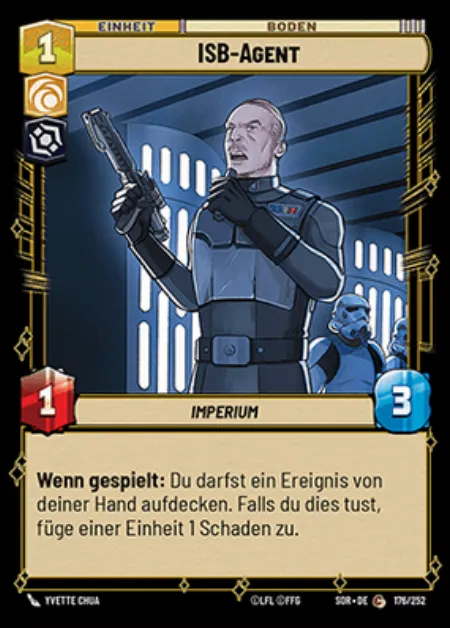 EINHEIT BODEN
1 ISB-AGENT
1 IMPERIUM 3
Wenn gespielt: Du darfst ein Ereignis von
deiner Hand aufdecken. Falls du dies tust,
füge einer Einheit 1 Schaden zu.
YVETTE CHUA ©LFL ©FFG SOR • DE C 176/252